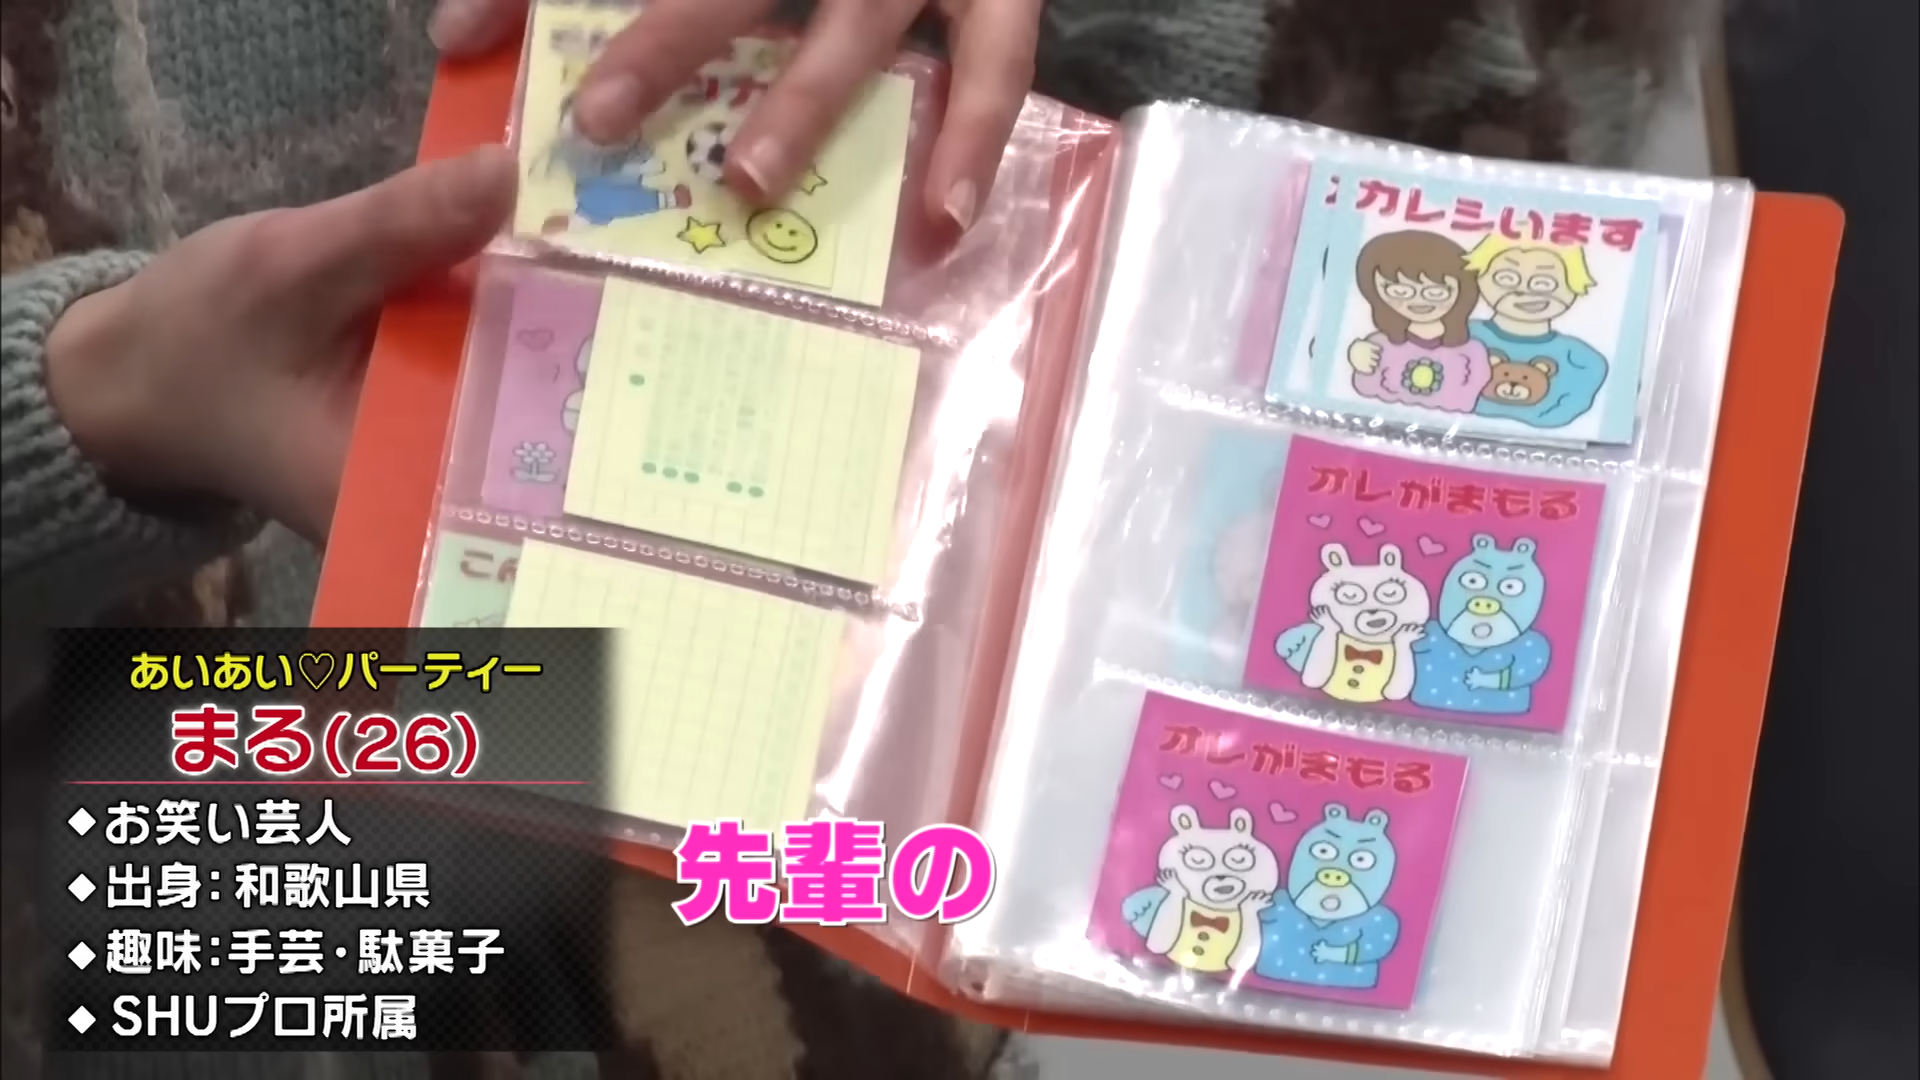 カレシいます
オレがまもる
オレがまもる
あいあい♡パーティー
まる(26)
◆お笑い芸人
◆出身：和歌山県
◆趣味：手芸・駄菓子
◆SHUプロ所属
先輩の